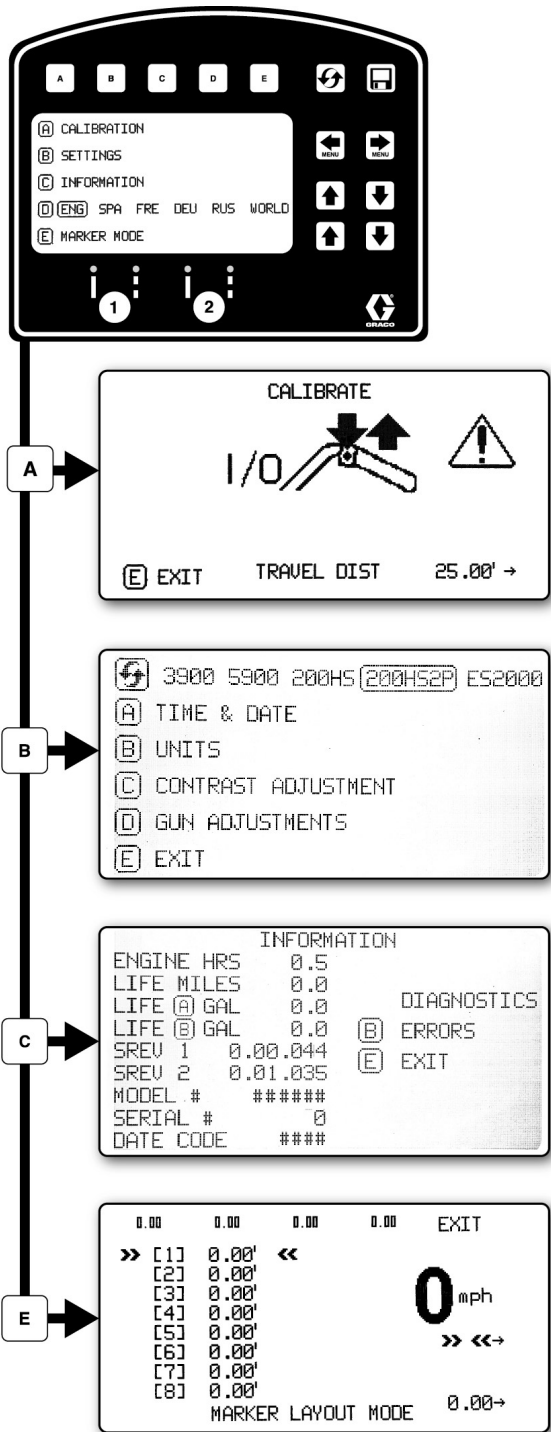 A B C D E
A CALIBRATION
B SETTINGS
MENU MENU
C INFORMATION
D ENG SPA FRE DEU RUS WORLD
E MARKER MODE
1 2
GRACO
A
CALIBRATE
I/O
E EXIT TRAVEL DIST 25.00' →
B
3900 5900 200HS 200HS2P ES2000
A TIME & DATE
B UNITS
C CONTRAST ADJUSTMENT
D GUN ADJUSTMENTS
E EXIT
C
INFORMATION
ENGINE HRS 0.5
LIFE MILES 0.0
LIFE A GAL 0.0 DIAGNOSTICS
LIFE B GAL 0.0 B ERRORS
SREV 1 0.00.044 E EXIT
SREV 2 0.01.035
MODEL # ######
SERIAL # 0
DATE CODE ####
E
0.00 0.00 0.00 0.00 EXIT
>> [1] 0.00' <<
[2] 0.00'
[3] 0.00'
0 mph
[4] 0.00'
[5] 0.00'
>> <<→
[6] 0.00'
[7] 0.00'
[8] 0.00'
MARKER LAYOUT MODE 0.00→